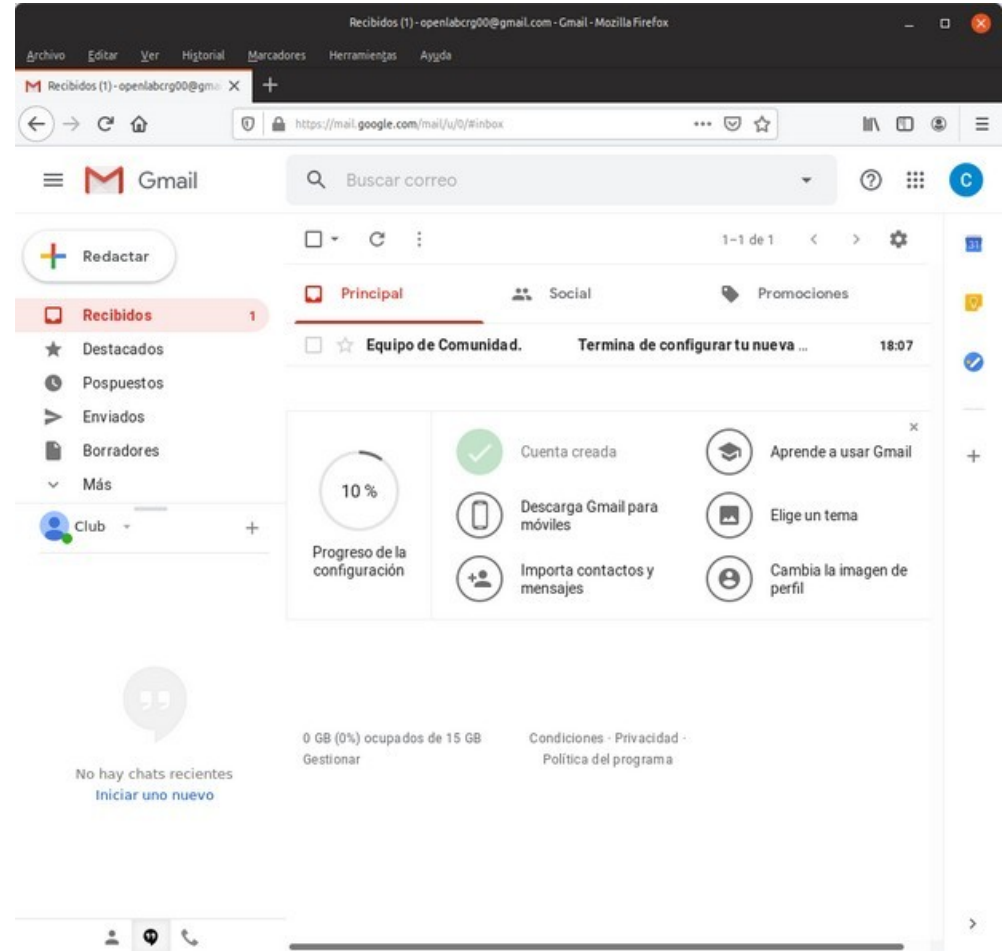 Recibidos (1) - openlabcrg00@gmail.com - Gmail - Mozilla Firefox
Archivo Editar Ver Historial Marcadores Herramientas Ayuda
Recibidos (1) - openlabcrg00@gma
https://mail.google.com/mail/u/0/#inbox
Gmail
Buscar correo
C
Redactar
1–1 de 1
31
Principal
Social
Promociones
Recibidos 1
Destacados
Pospuestos
Enviados
Borradores
Más
Equipo de Comunidad. Termina de configurar tu nueva ... 18:07
Club
10 %
Progreso de la
configuración
Cuenta creada
Aprende a usar Gmail
Descarga Gmail para
móviles
Elige un tema
Importa contactos y
mensajes
Cambia la imagen de
perfil
No hay chats recientes
Iniciar uno nuevo
0 GB (0%) ocupados de 15 GB
Gestionar
Condiciones · Privacidad ·
Política del programa